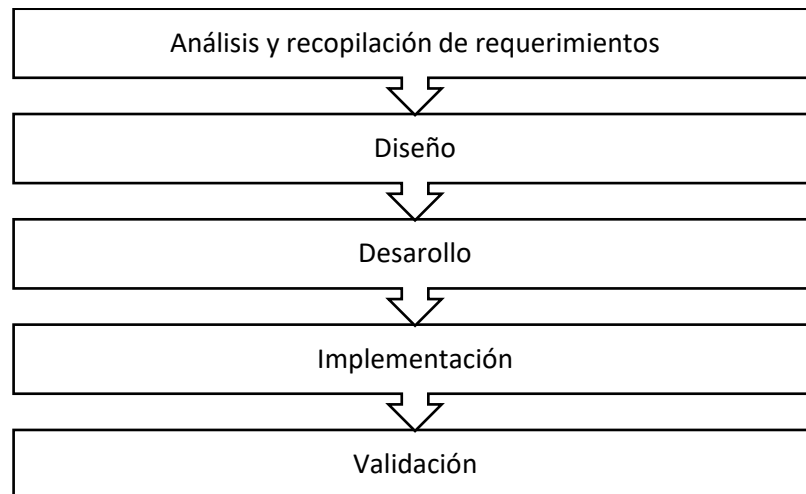 Análisis y recopilación de requerimientos
Diseño
Desarollo
Implementación
Validación